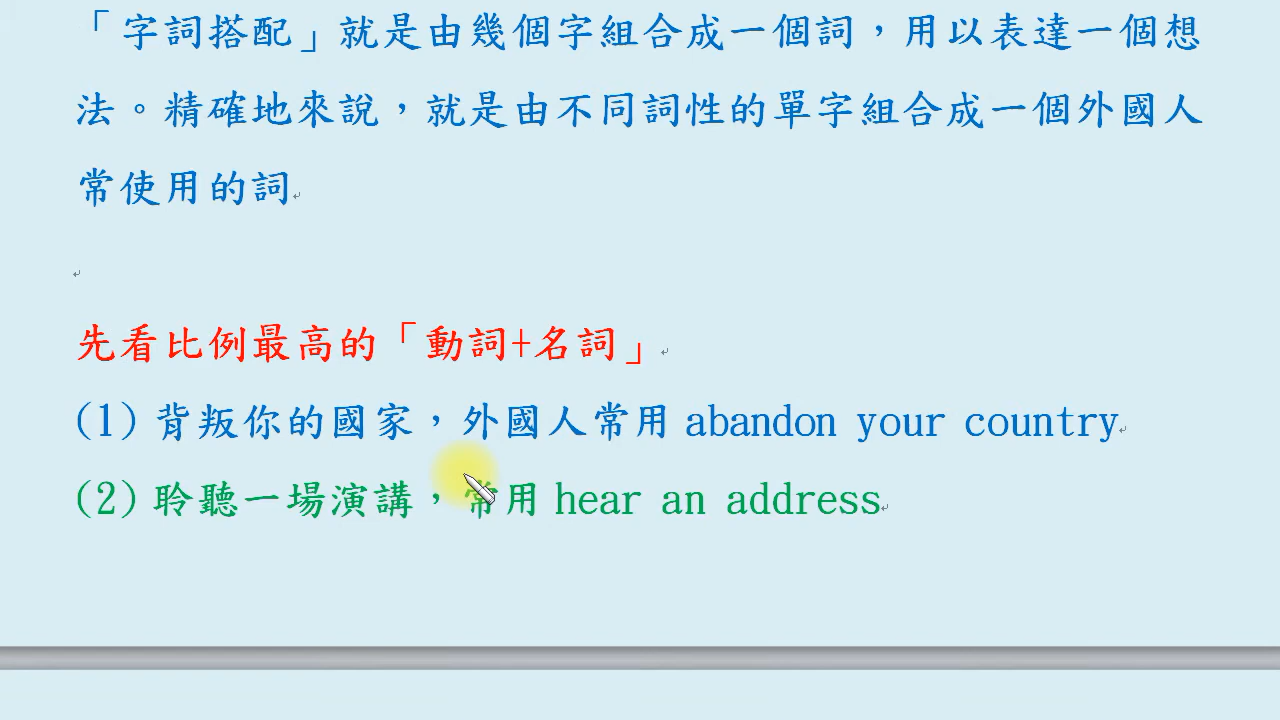 「字詞搭配」就是由幾個字組合成一個詞，用以表達一個想
法。精確地來說，就是由不同詞性的單字組合成一個外國人
常使用的詞
先看比例最高的「動詞+名詞」
(1) 背叛你的國家，外國人常用 abandon your country
(2) 聆聽一場演講，常用 hear an address